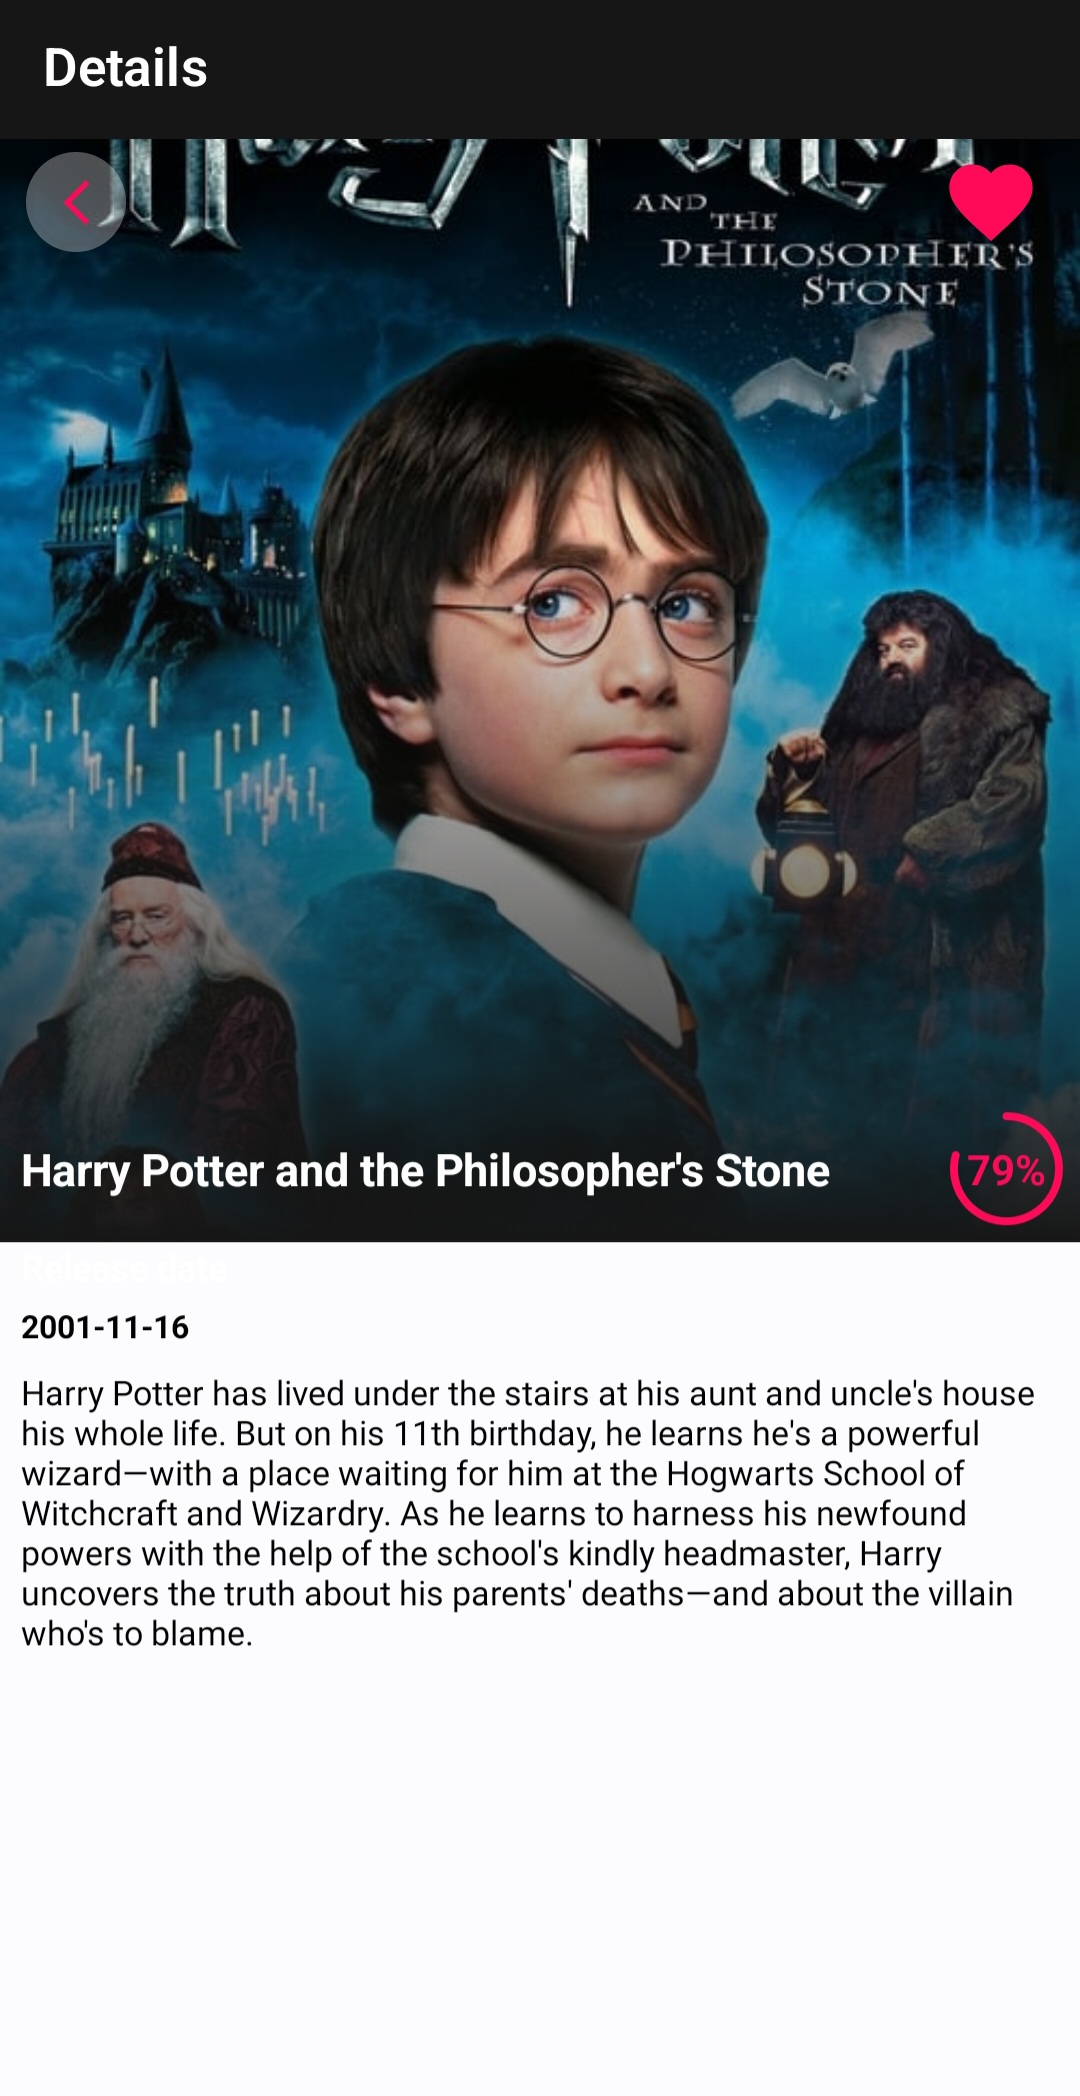 Details
AND
THE
PHILOSOPHER'S
STONE
Harry Potter and the Philosopher's Stone
79%
Release date
2001-11-16
Harry Potter has lived under the stairs at his aunt and uncle's house
his whole life. But on his 11th birthday, he learns he's a powerful
wizard—with a place waiting for him at the Hogwarts School of
Witchcraft and Wizardry. As he learns to harness his newfound
powers with the help of the school's kindly headmaster, Harry
uncovers the truth about his parents' deaths—and about the villain
who's to blame.